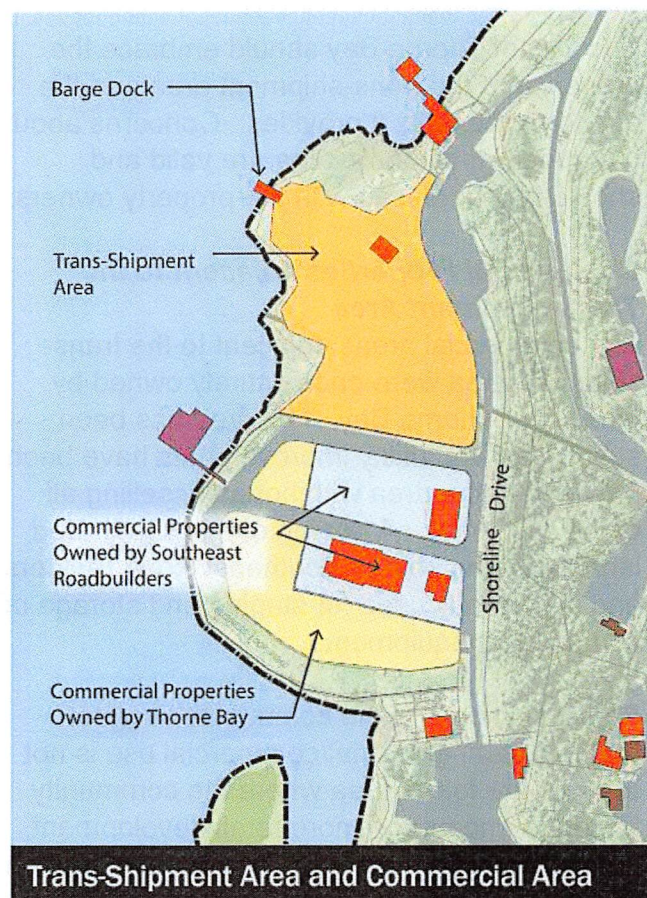 Barge Dock
Trans-Shipment
Area
Shoreline Drive
Commercial Properties
Owned by Southeast
Roadbuilders
Commercial Properties
Owned by Thorne Bay
Trans-Shipment Area and Commercial Area